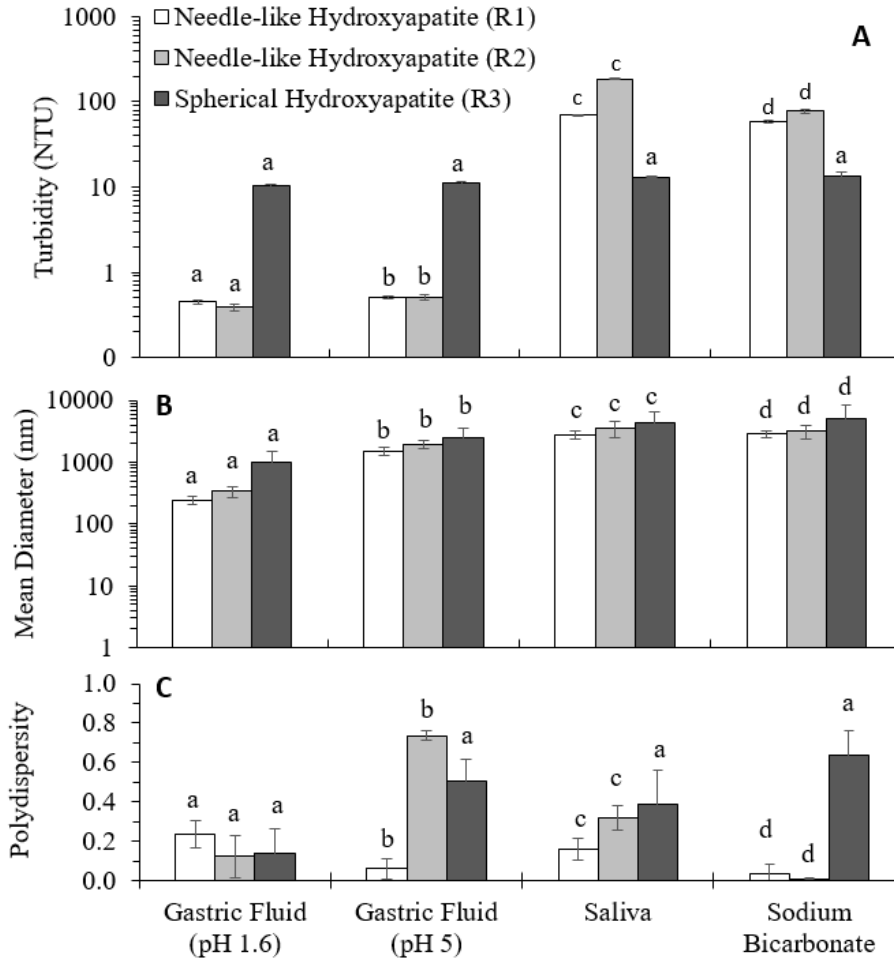 1000
100
10
1
0
Turbidity (NTU)
Needle-like Hydroxyapatite (R1)
Needle-like Hydroxyapatite (R2)
Spherical Hydroxyapatite (R3)
A
a a a
b b a
c c a
d d a
10000
1000
100
10
1
Mean Diameter (nm)
B
a a a
b b b
c c c
d d d
1.0
0.8
0.6
0.4
0.2
0.0
Polydispersity
C
a a a
b b a
c c a
d d a
Gastric Fluid
(pH 1.6)
Gastric Fluid
(pH 5)
Saliva
Sodium
Bicarbonate